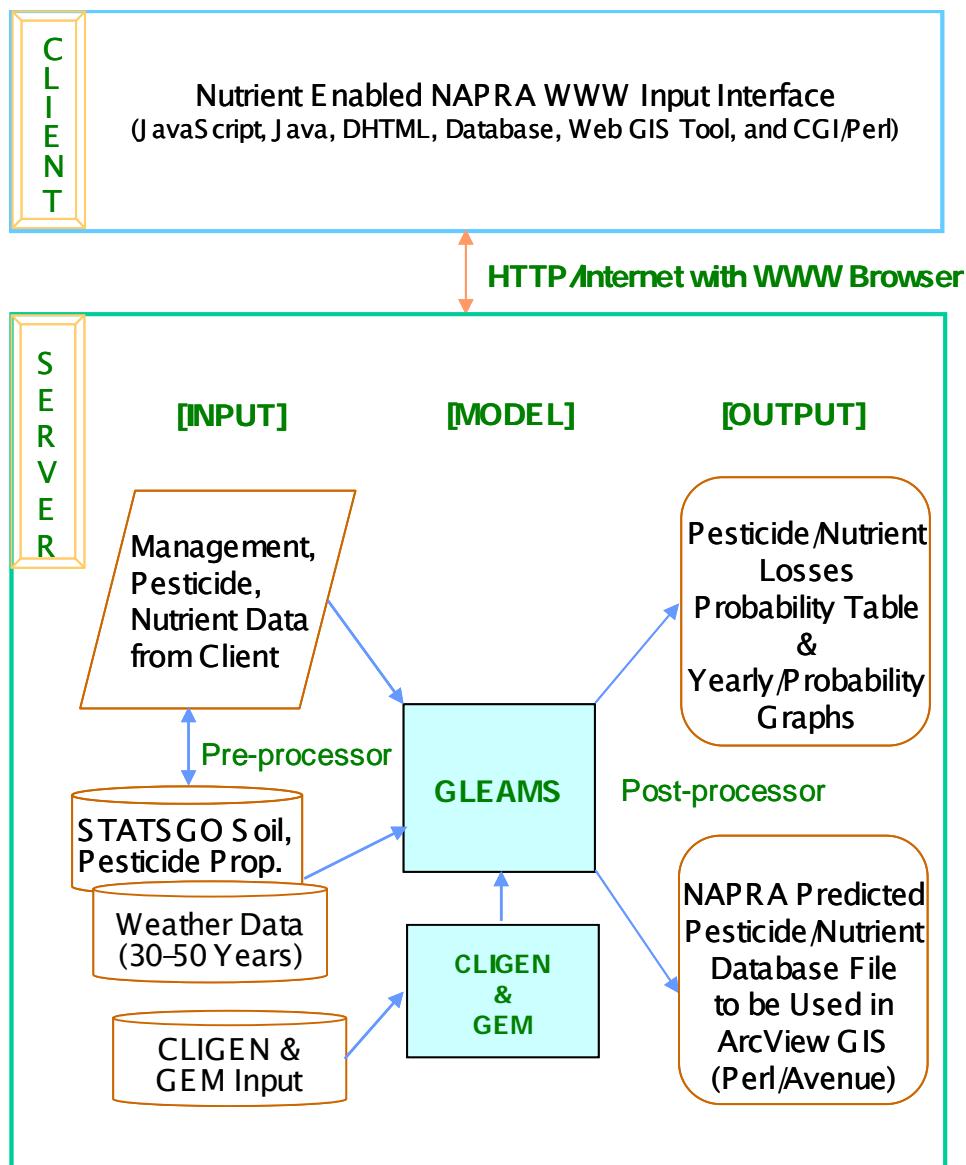 CLIENT
Nutrient Enabled NAPRA WWW Input Interface
(JavaScript, Java, DHTML, Database, Web GIS Tool, and CGI/Perl)
HTTP/Internet with WWW Browser
SERVER
[INPUT]
[MODEL]
[OUTPUT]
Management,
Pesticide,
Nutrient Data
from Client
Pre-processor
STATSGO Soil,
Pesticide Prop.
Weather Data
(30–50 Years)
CLIGEN &
GEM Input
GLEAMS
CLIGEN
&
GEM
Post-processor
Pesticide/Nutrient
Losses
Probability Table
&
Yearly/Probability
Graphs
NAPRA Predicted
Pesticide/Nutrient
Database File
to be Used in
ArcView GIS
(Perl/Avenue)